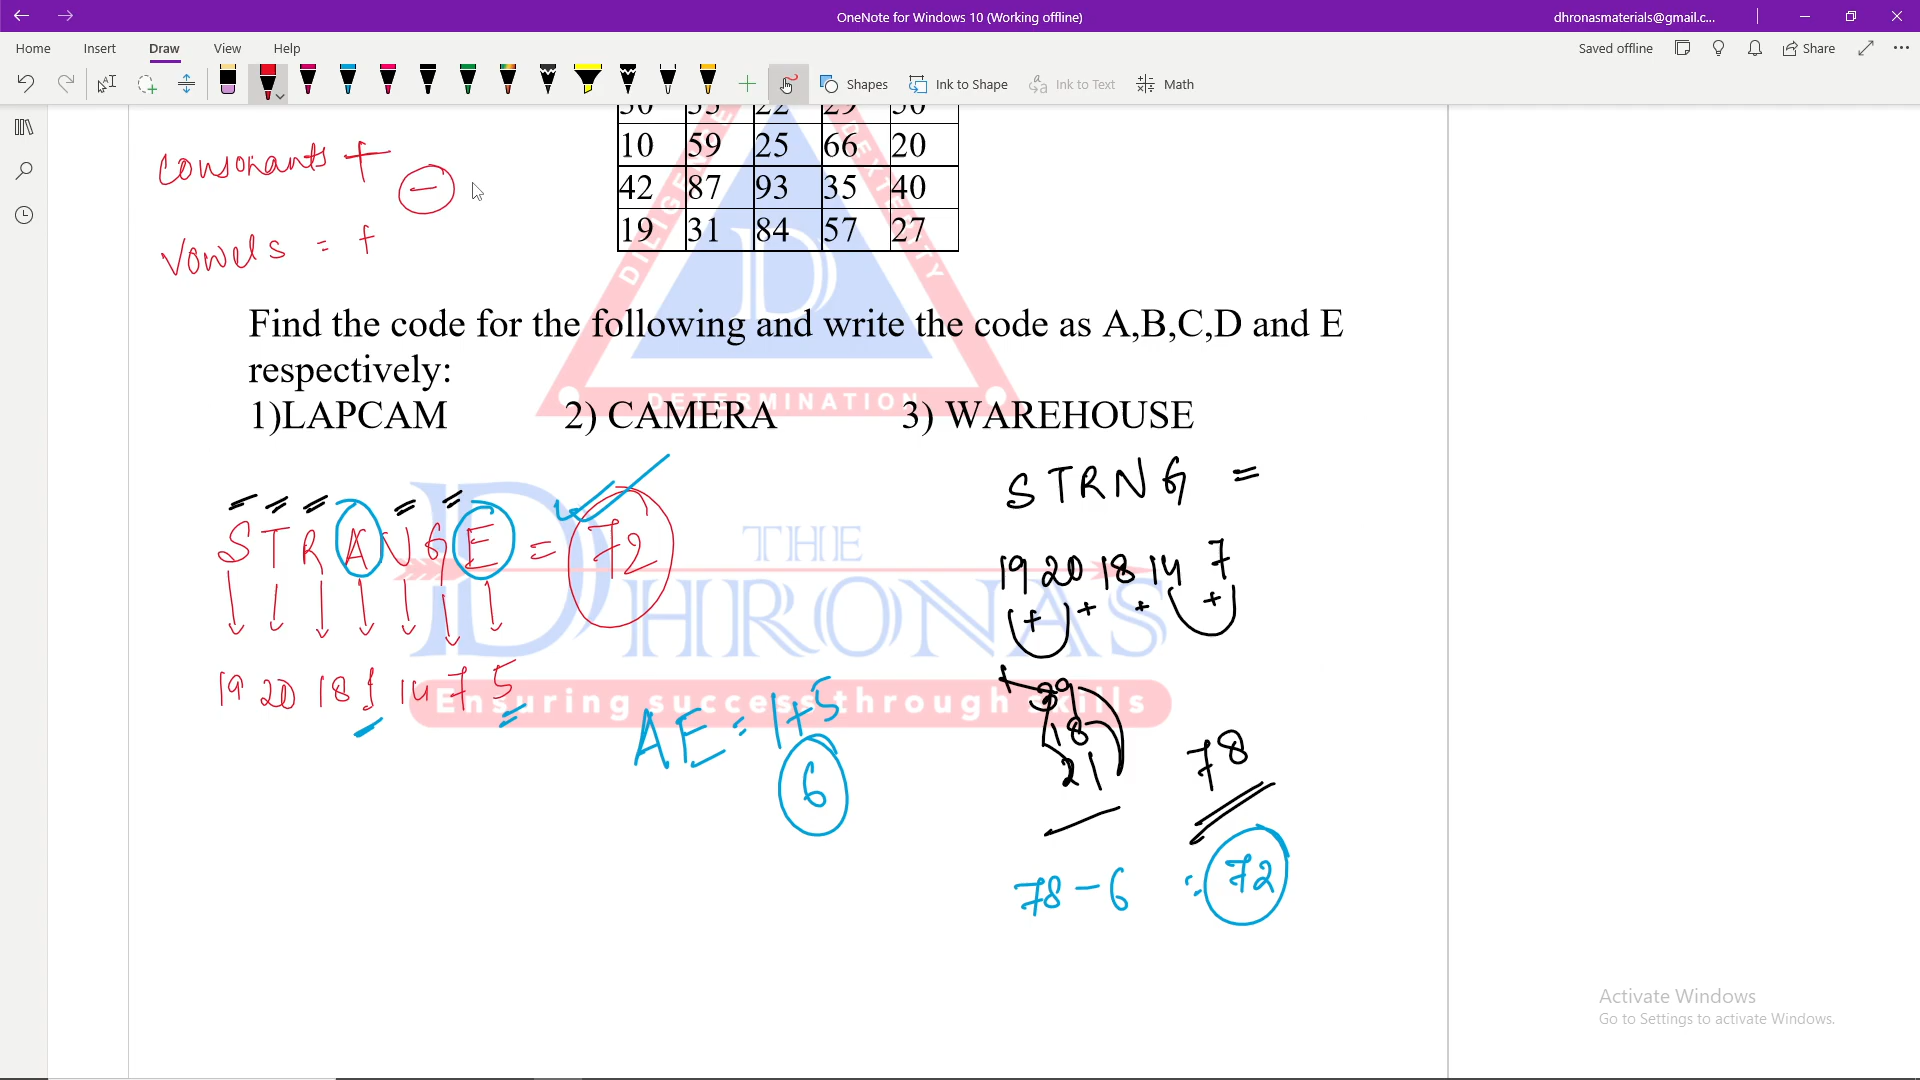 OneNote for Windows 10 (Working offline)
dhronasmaterials@gmail.c...
Home Insert Draw View Help
Saved offline
Share
Shapes Ink to Shape Ink to Text Math
consonants +
−
vowels = +
10 59 25 66 20
42 87 93 35 40
19 31 84 57 27
DILIGENCE
DEXTERITY
D
DETERMINATION
Find the code for the following and write the code as A,B,C,D and E
respectively:
1)LAPCAM 2) CAMERA 3) WAREHOUSE
STRNG =
STRANGE = 72
THE
DHRONAS
Ensuring success through skills
19 20 18 14 7
+ + + +
19 20 18 1 14 7 5
AE = 1+5
6
39
18
21
78
78 − 6 = 72
Activate Windows
Go to Settings to activate Windows.